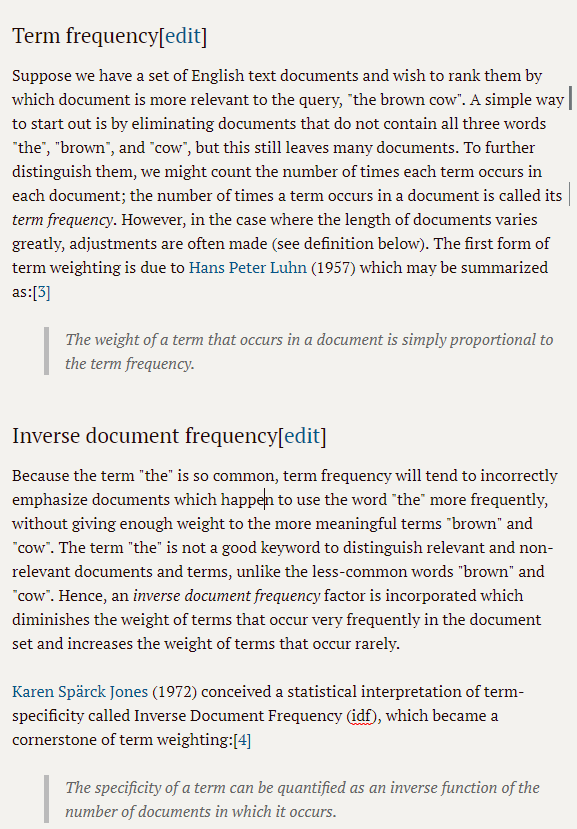 Term frequency[edit]
Suppose we have a set of English text documents and wish to rank them by
which document is more relevant to the query, "the brown cow". A simple way
to start out is by eliminating documents that do not contain all three words
"the", "brown", and "cow", but this still leaves many documents. To further
distinguish them, we might count the number of times each term occurs in
each document; the number of times a term occurs in a document is called its
term frequency. However, in the case where the length of documents varies
greatly, adjustments are often made (see definition below). The first form of
term weighting is due to Hans Peter Luhn (1957) which may be summarized
as:[3]
The weight of a term that occurs in a document is simply proportional to
the term frequency.
Inverse document frequency[edit]
Because the term "the" is so common, term frequency will tend to incorrectly
emphasize documents which happen to use the word "the" more frequently,
without giving enough weight to the more meaningful terms "brown" and
"cow". The term "the" is not a good keyword to distinguish relevant and non-
relevant documents and terms, unlike the less-common words "brown" and
"cow". Hence, an inverse document frequency factor is incorporated which
diminishes the weight of terms that occur very frequently in the document
set and increases the weight of terms that occur rarely.
Karen Spärck Jones (1972) conceived a statistical interpretation of term-
specificity called Inverse Document Frequency (idf), which became a
cornerstone of term weighting:[4]
The specificity of a term can be quantified as an inverse function of the
number of documents in which it occurs.